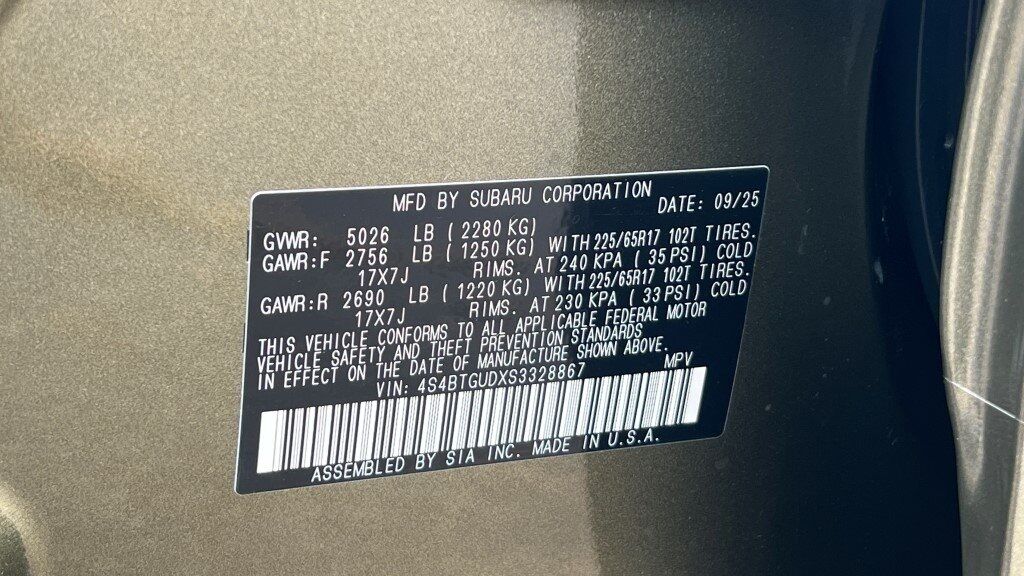 MFD BY SUBARU CORPORATION DATE: 09/25
GVWR: 5026 LB ( 2280 KG)
GAWR:F 2756 LB ( 1250 KG) WITH 225/65R17 102T TIRES.
17X7J RIMS. AT 240 KPA ( 35 PSI) COLD
GAWR:R 2690 LB ( 1220 KG) WITH 225/65R17 102T TIRES.
17X7J RIMS. AT 230 KPA ( 33 PSI) COLD
THIS VEHICLE CONFORMS TO ALL APPLICABLE FEDERAL MOTOR
VEHICLE SAFETY AND THEFT PREVENTION STANDARDS
IN EFFECT ON THE DATE OF MANUFACTURE SHOWN ABOVE.
VIN: 4S4BTGUDXS3328867 MPV
ASSEMBLED BY SIA INC. MADE IN U.S.A.